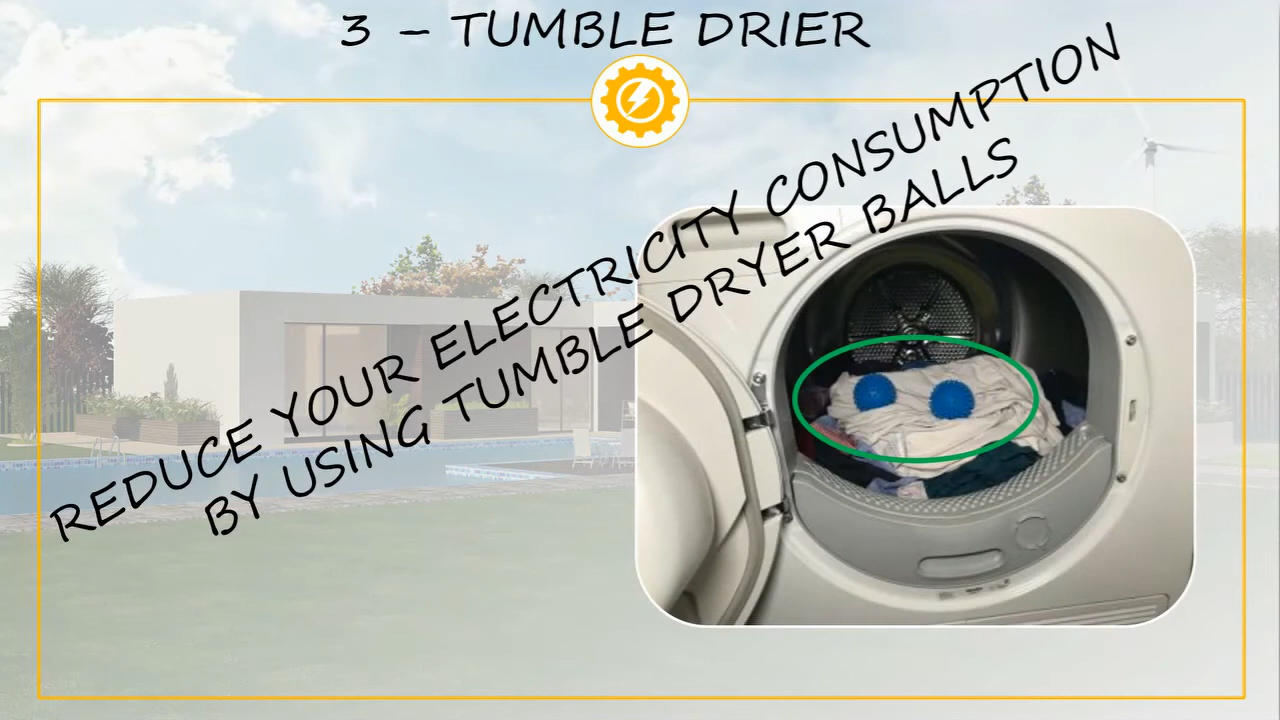 3 – TUMBLE DRIER
REDUCE YOUR ELECTRICITY CONSUMPTION
BY USING TUMBLE DRYER BALLS